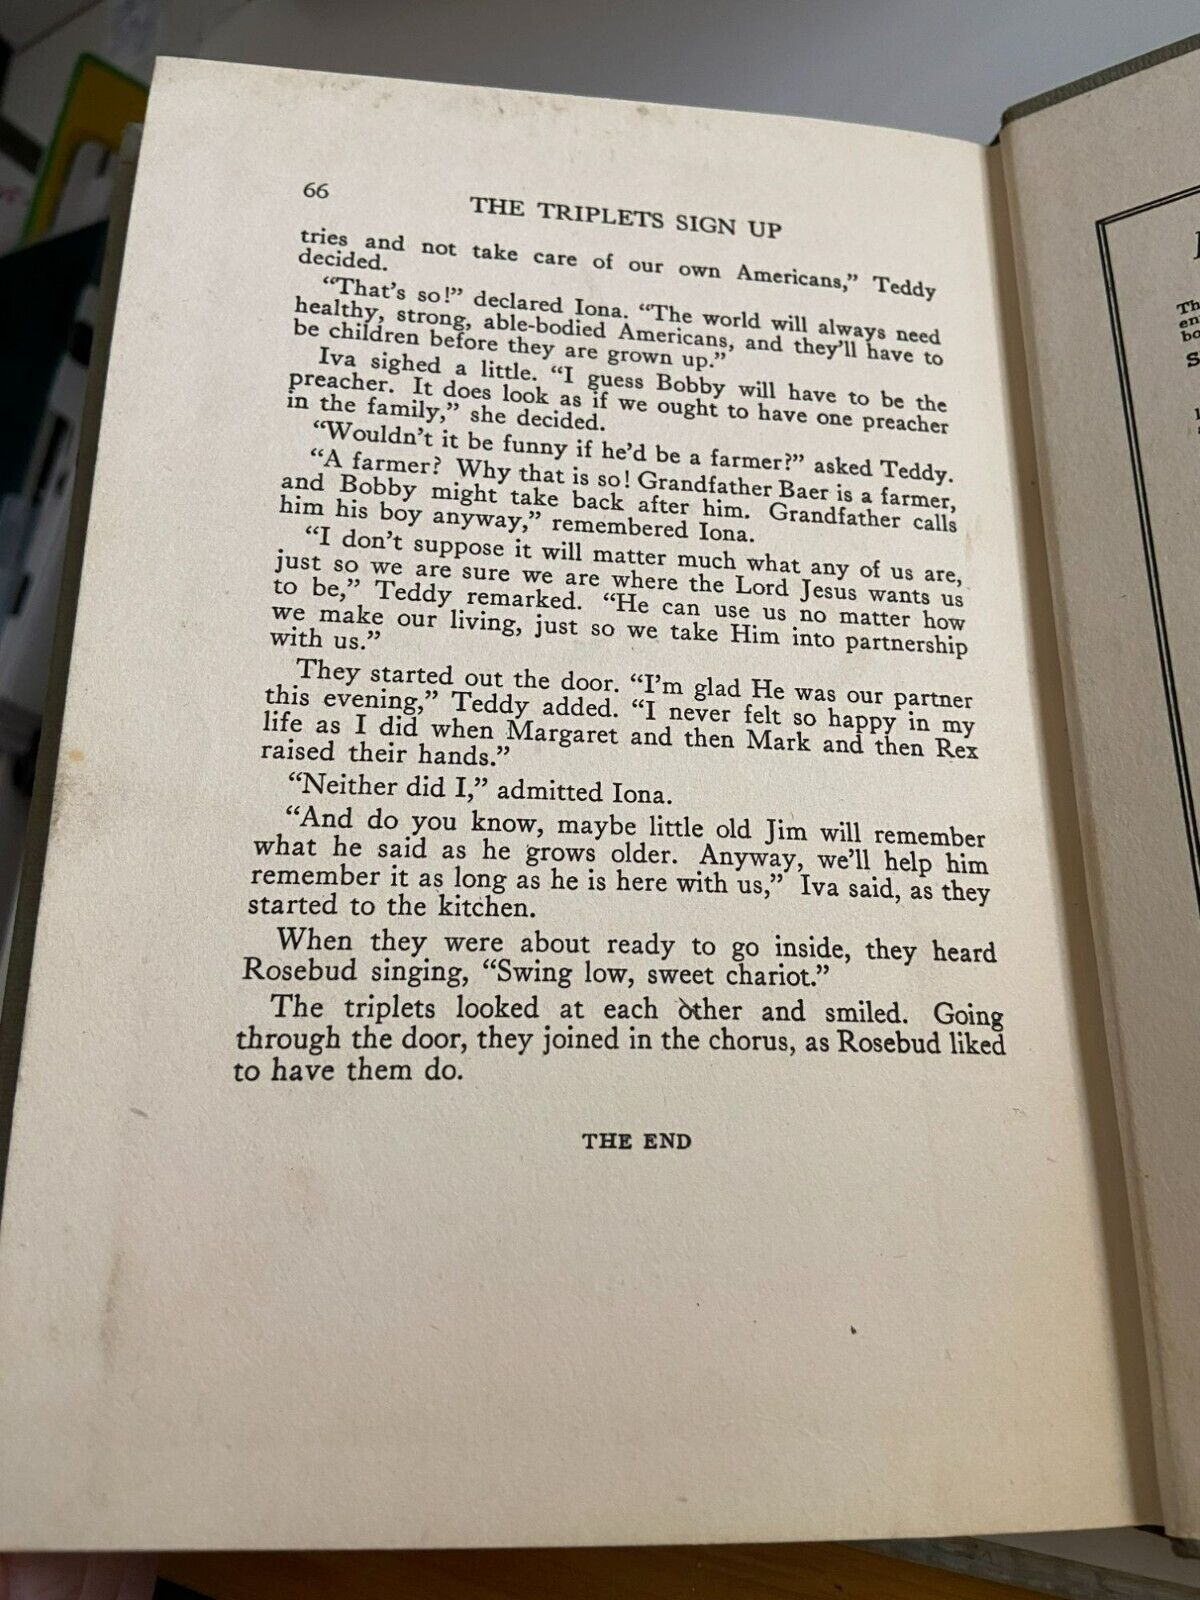 66
THE TRIPLETS SIGN UP
tries and not take care of our own Americans," Teddy
decided.
"That's so!" declared Iona. "The world will always need
healthy, strong, able-bodied Americans, and they'll have to
be children before they are grown up."
Iva sighed a little. "I guess Bobby will have to be the
preacher. It does look as if we ought to have one preacher
in the family," she decided.
"Wouldn't it be funny if he'd be a farmer?" asked Teddy.
"A farmer? Why that is so! Grandfather Baer is a farmer,
and Bobby might take back after him. Grandfather calls
him his boy anyway," remembered Iona.
"I don't suppose it will matter much what any of us are,
just so we are sure we are where the Lord Jesus wants us
to be," Teddy remarked. "He can use us no matter how
we make our living, just so we take Him into partnership
with us."
They started out the door. "I'm glad He was our partner
this evening," Teddy added. "I never felt so happy in my
life as I did when Margaret and then Mark and then Rex
raised their hands."
"Neither did I," admitted Iona.
"And do you know, maybe little old Jim will remember
what he said as he grows older. Anyway, we'll help him
remember it as long as he is here with us," Iva said, as they
started to the kitchen.
When they were about ready to go inside, they heard
Rosebud singing, "Swing low, sweet chariot."
The triplets looked at each other and smiled. Going
through the door, they joined in the chorus, as Rosebud liked
to have them do.
THE END